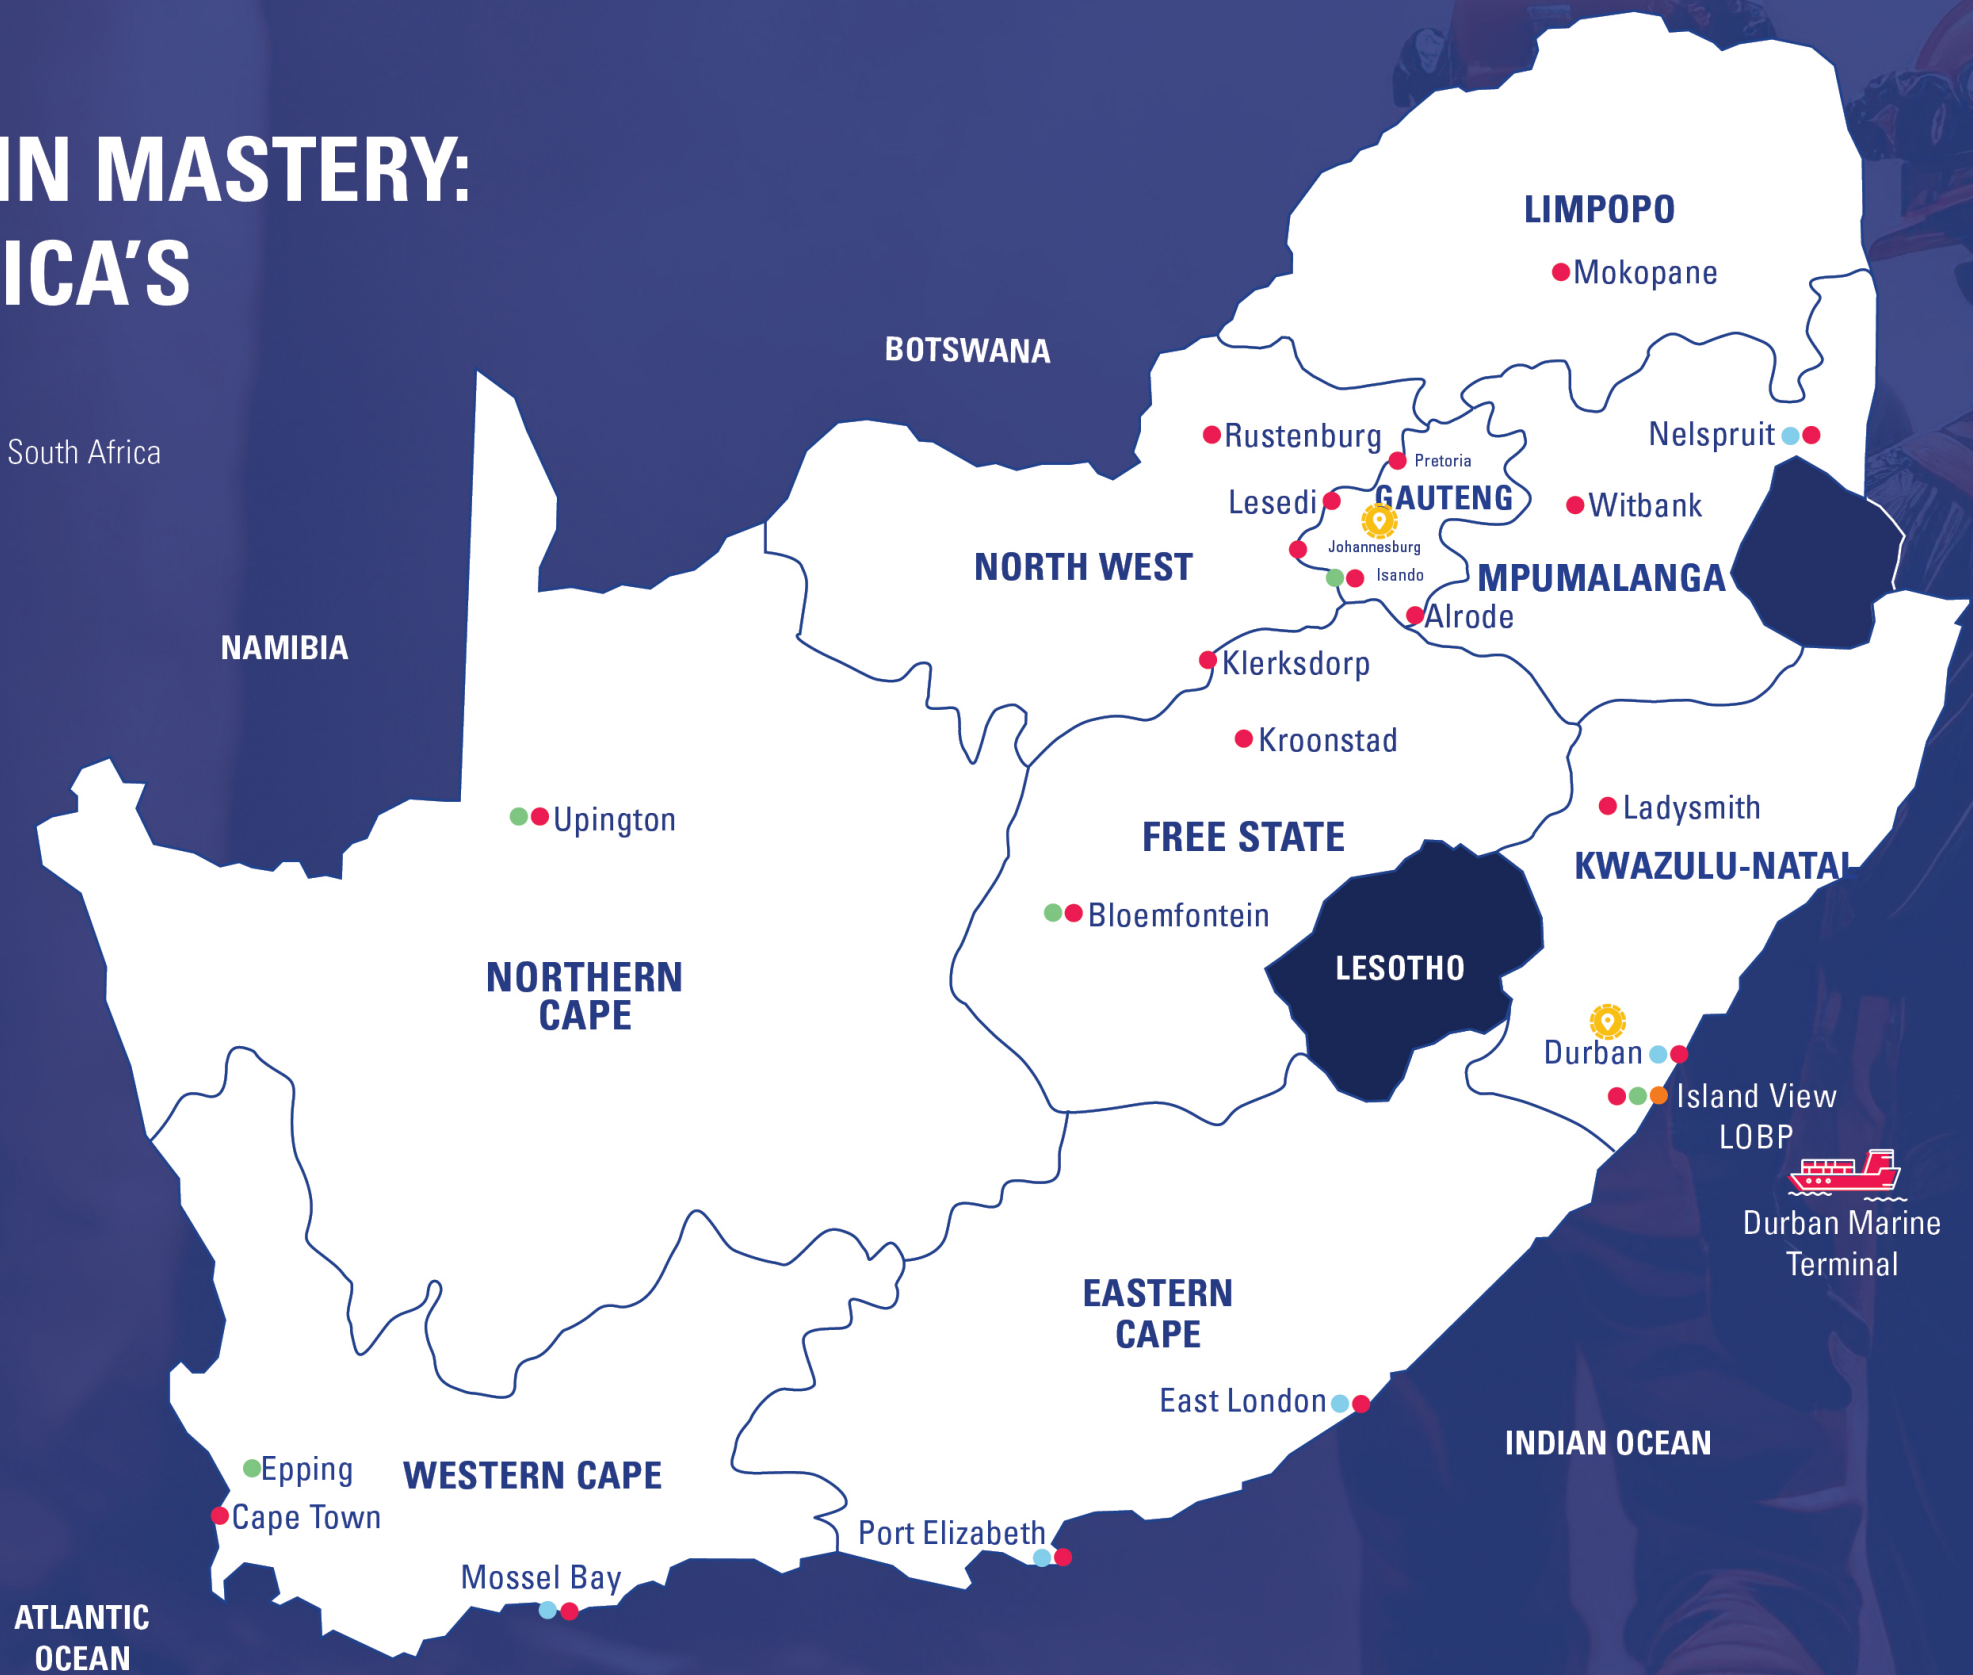 IN MASTERY:
ICA'S
South Africa
LIMPOPO
Mokopane
BOTSWANA
Rustenburg
Nelspruit
Pretoria
Lesedi
GAUTENG
Witbank
Johannesburg
NORTH WEST
Isando
MPUMALANGA
Alrode
NAMIBIA
Klerksdorp
Kroonstad
Upington
Ladysmith
FREE STATE
KWAZULU-NATAL
Bloemfontein
LESOTHO
NORTHERN
CAPE
Durban
Island View
LOBP
Durban Marine
Terminal
EASTERN
CAPE
East London
INDIAN OCEAN
Epping
WESTERN CAPE
Cape Town
Port Elizabeth
Mossel Bay
ATLANTIC
OCEAN